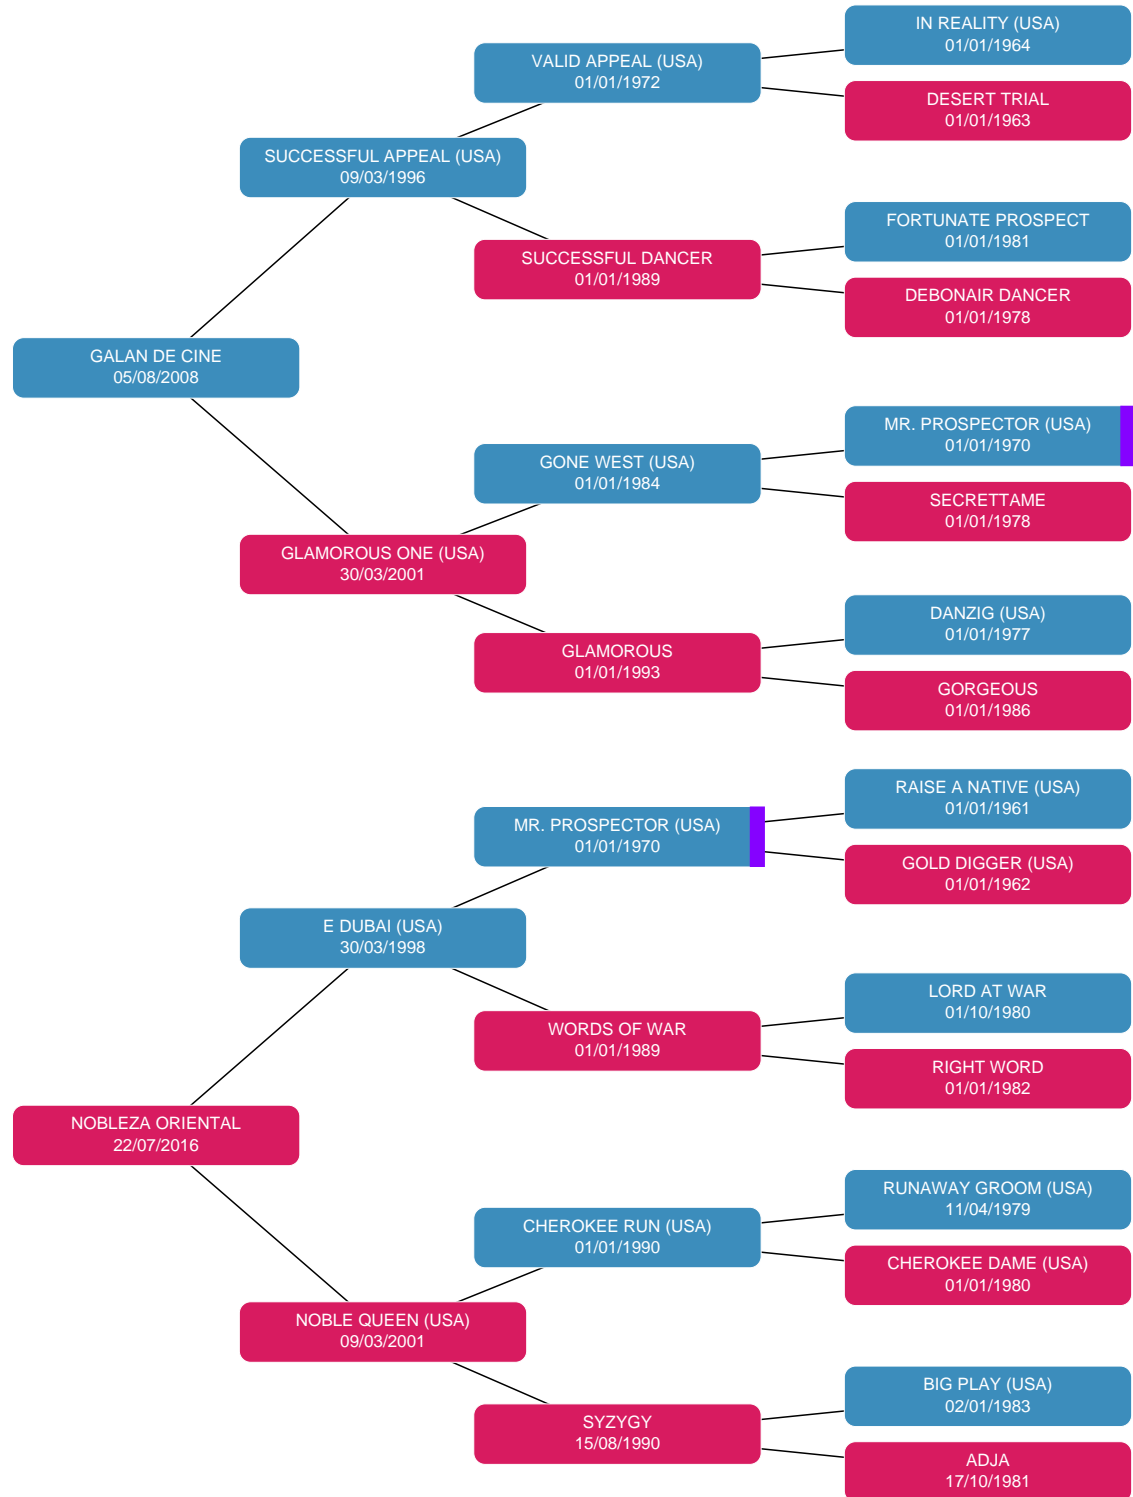 IN REALITY (USA)
01/01/1964
VALID APPEAL (USA)
01/01/1972
DESERT TRIAL
01/01/1963
SUCCESSFUL APPEAL (USA)
09/03/1996
FORTUNATE PROSPECT
01/01/1981
SUCCESSFUL DANCER
01/01/1989
DEBONAIR DANCER
01/01/1978
GALAN DE CINE
05/08/2008
MR. PROSPECTOR (USA)
01/01/1970
GONE WEST (USA)
01/01/1984
SECRETTAME
01/01/1978
GLAMOROUS ONE (USA)
30/03/2001
DANZIG (USA)
01/01/1977
GLAMOROUS
01/01/1993
GORGEOUS
01/01/1986
RAISE A NATIVE (USA)
01/01/1961
MR. PROSPECTOR (USA)
01/01/1970
GOLD DIGGER (USA)
01/01/1962
E DUBAI (USA)
30/03/1998
LORD AT WAR
01/10/1980
WORDS OF WAR
01/01/1989
RIGHT WORD
01/01/1982
NOBLEZA ORIENTAL
22/07/2016
RUNAWAY GROOM (USA)
11/04/1979
CHEROKEE RUN (USA)
01/01/1990
CHEROKEE DAME (USA)
01/01/1980
NOBLE QUEEN (USA)
09/03/2001
BIG PLAY (USA)
02/01/1983
SYZYGY
15/08/1990
ADJA
17/10/1981